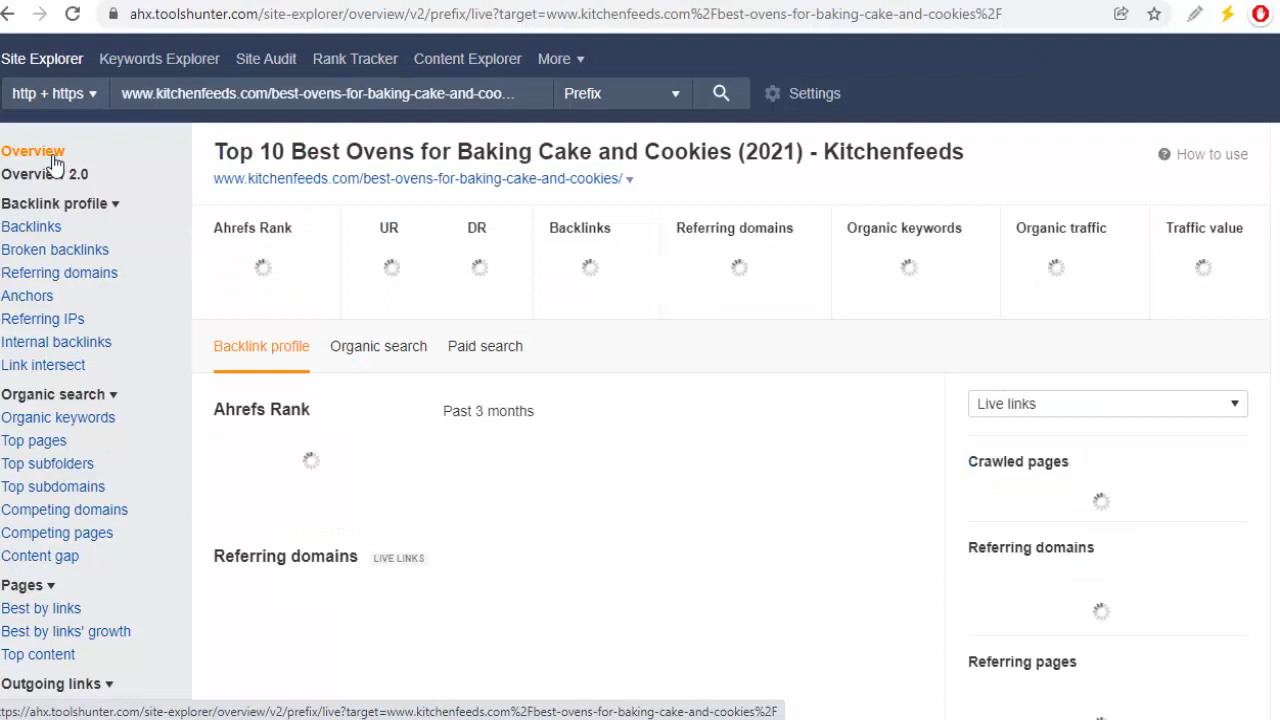 ahx.toolshunter.com/site-explorer/overview/v2/prefix/live?target=www.kitchenfeeds.com%2Fbest-ovens-for-baking-cake-and-cookies%2F
Site Explorer Keywords Explorer Site Audit Rank Tracker Content Explorer More
http + https www.kitchenfeeds.com/best-ovens-for-baking-cake-and-coo... Prefix Settings
Overview
Overview 2.0
Backlink profile
Backlinks
Broken backlinks
Referring domains
Anchors
Referring IPs
Internal backlinks
Link intersect
Organic search
Organic keywords
Top pages
Top subfolders
Top subdomains
Competing domains
Competing pages
Content gap
Pages
Best by links
Best by links' growth
Top content
Outgoing links
Top 10 Best Ovens for Baking Cake and Cookies (2021) - Kitchenfeeds
How to use
www.kitchenfeeds.com/best-ovens-for-baking-cake-and-cookies/
Ahrefs Rank UR DR Backlinks Referring domains Organic keywords Organic traffic Traffic value
Backlink profile Organic search Paid search
Ahrefs Rank Past 3 months
Referring domains LIVE LINKS
Live links
Crawled pages
Referring domains
Referring pages
ttps://ahx.toolshunter.com/site-explorer/overview/v2/prefix/live?target=www.kitchenfeeds.com%2Fbest-ovens-for-baking-cake-and-cookies%2F